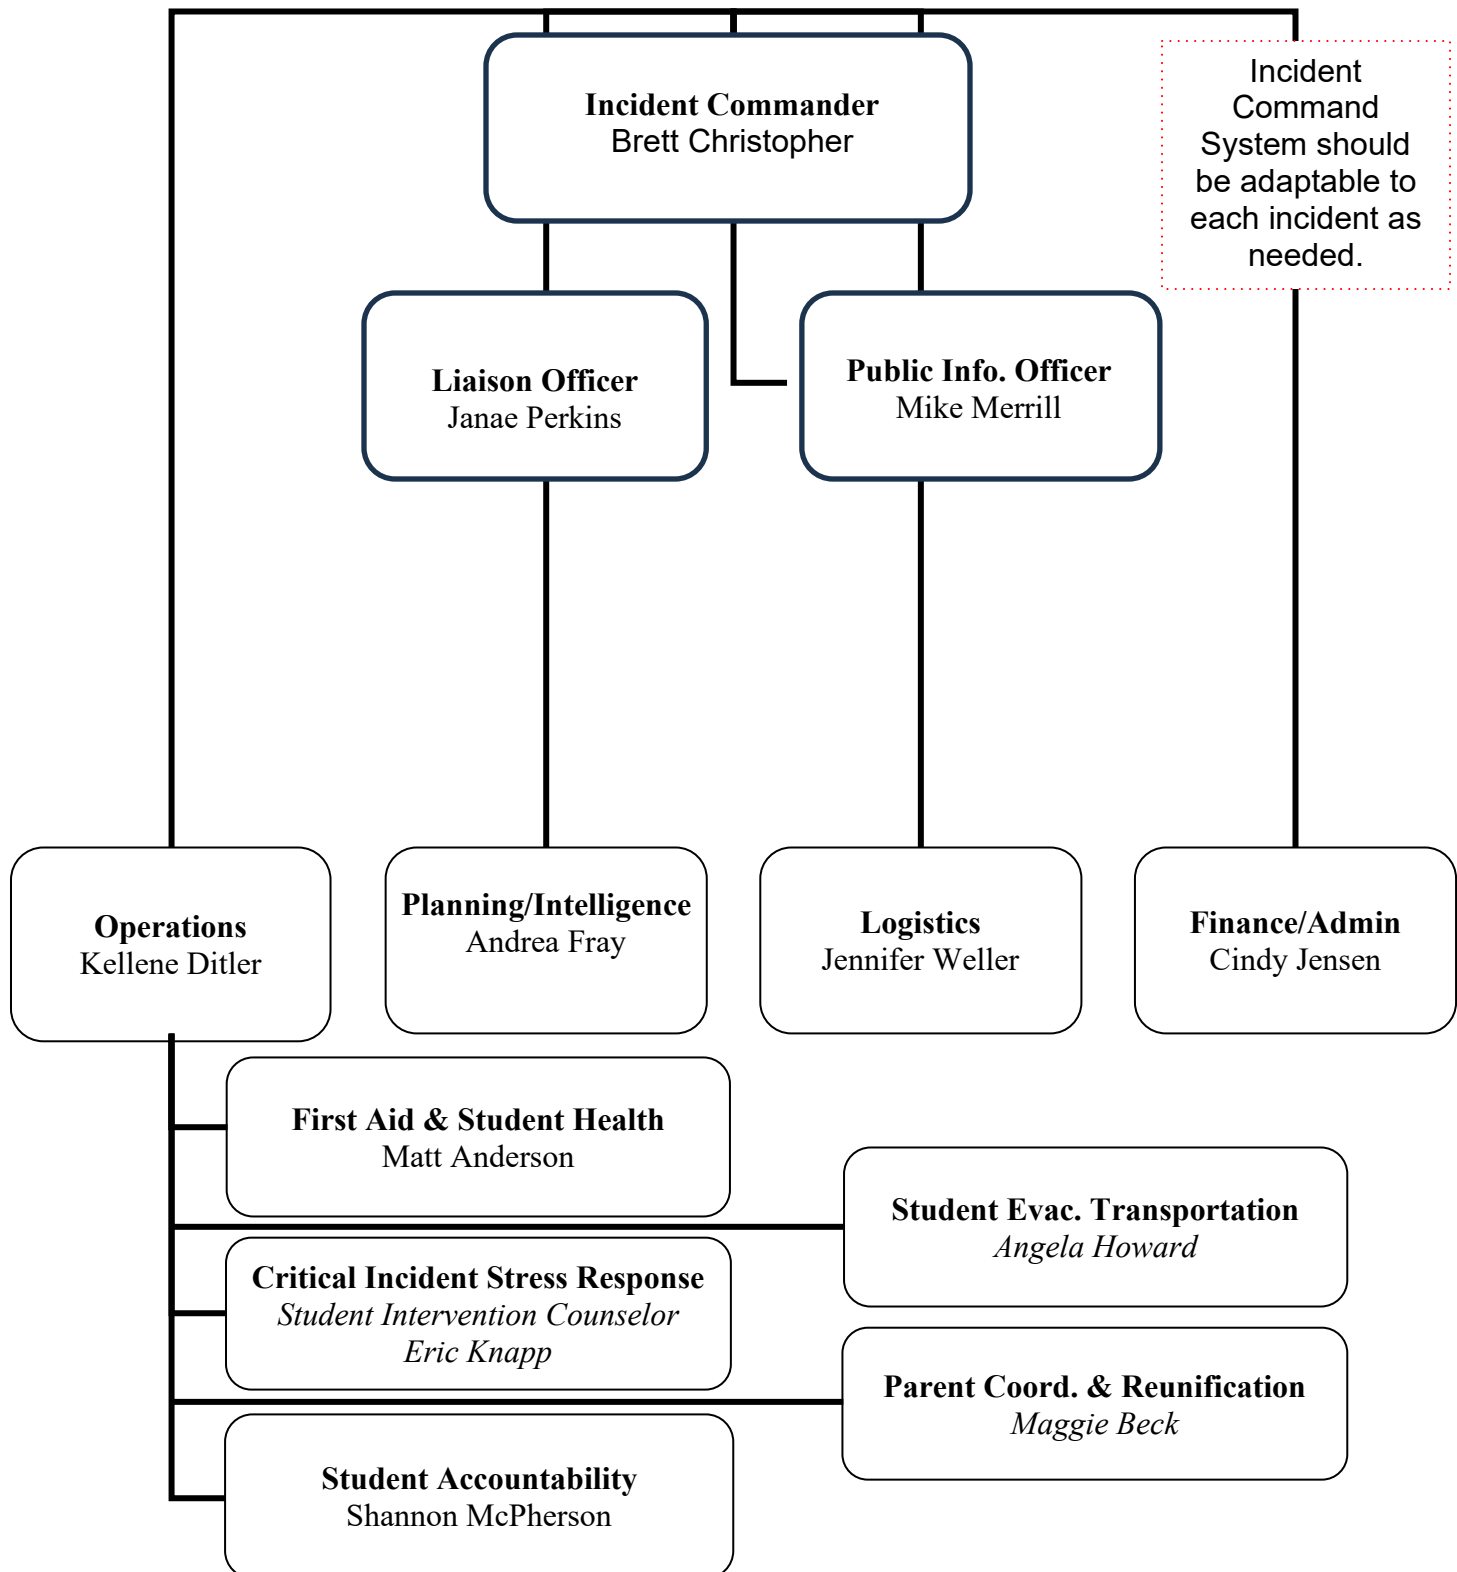 Incident Commander
Brett Christopher
Incident
Command
System should
be adaptable to
each incident as
needed.
Liaison Officer
Janae Perkins
Public Info. Officer
Mike Merrill
Operations
Kellene Ditler
Planning/Intelligence
Andrea Fray
Logistics
Jennifer Weller
Finance/Admin
Cindy Jensen
First Aid & Student Health
Matt Anderson
Student Evac. Transportation
Angela Howard
Critical Incident Stress Response
Student Intervention Counselor
Eric Knapp
Parent Coord. & Reunification
Maggie Beck
Student Accountability
Shannon McPherson